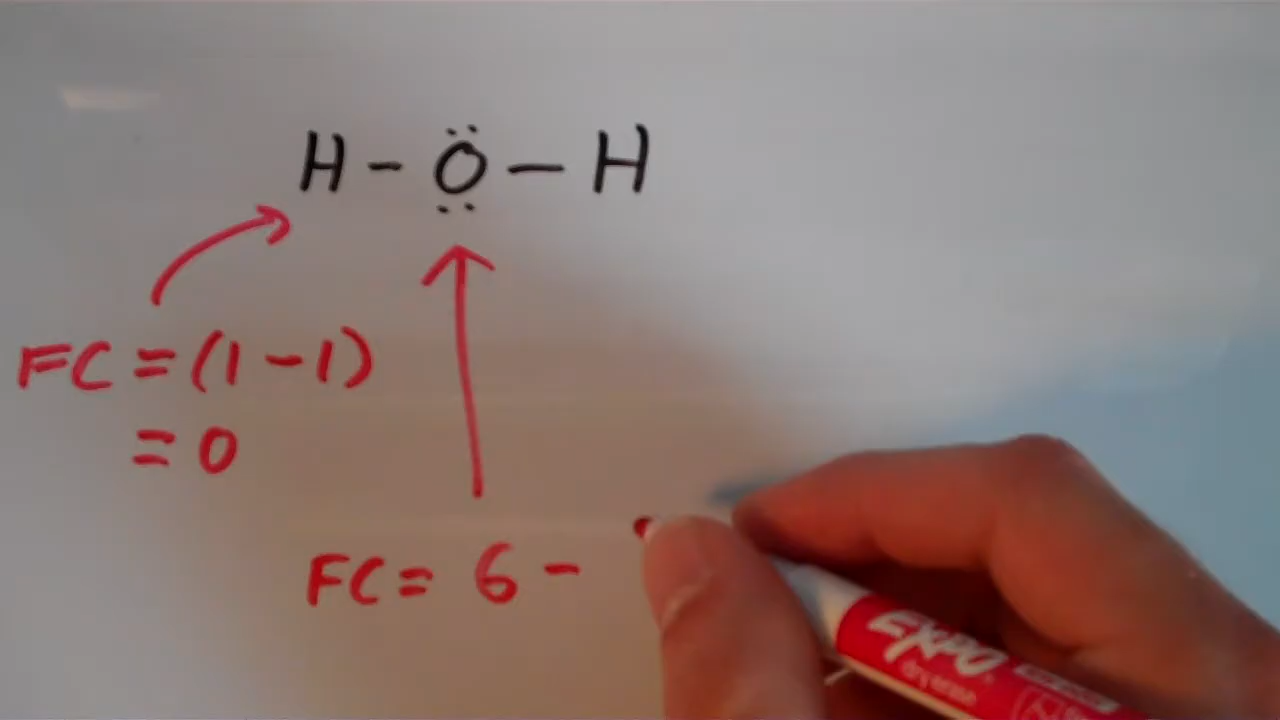 H - Ö - H
FC = (1 - 1)
= 0
FC = 6 -
EXPO